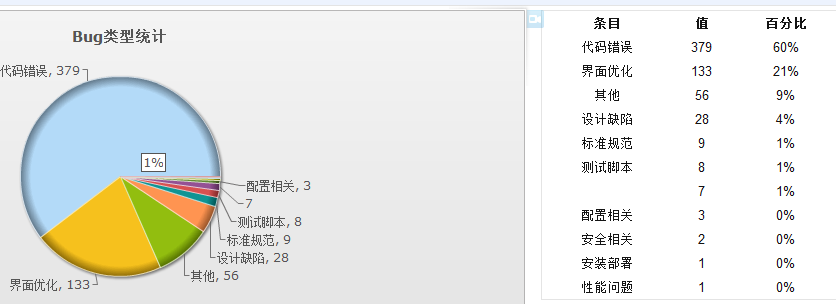 Bug类型统计
代码错误, 379
1%
配置相关, 3
7
测试脚本, 8
标准规范, 9
设计缺陷, 28
其他, 56
界面优化, 133
条目 值 百分比
代码错误 379 60%
界面优化 133 21%
其他 56 9%
设计缺陷 28 4%
标准规范 9 1%
测试脚本 8 1%
7 1%
配置相关 3 0%
安全相关 2 0%
安装部署 1 0%
性能问题 1 0%